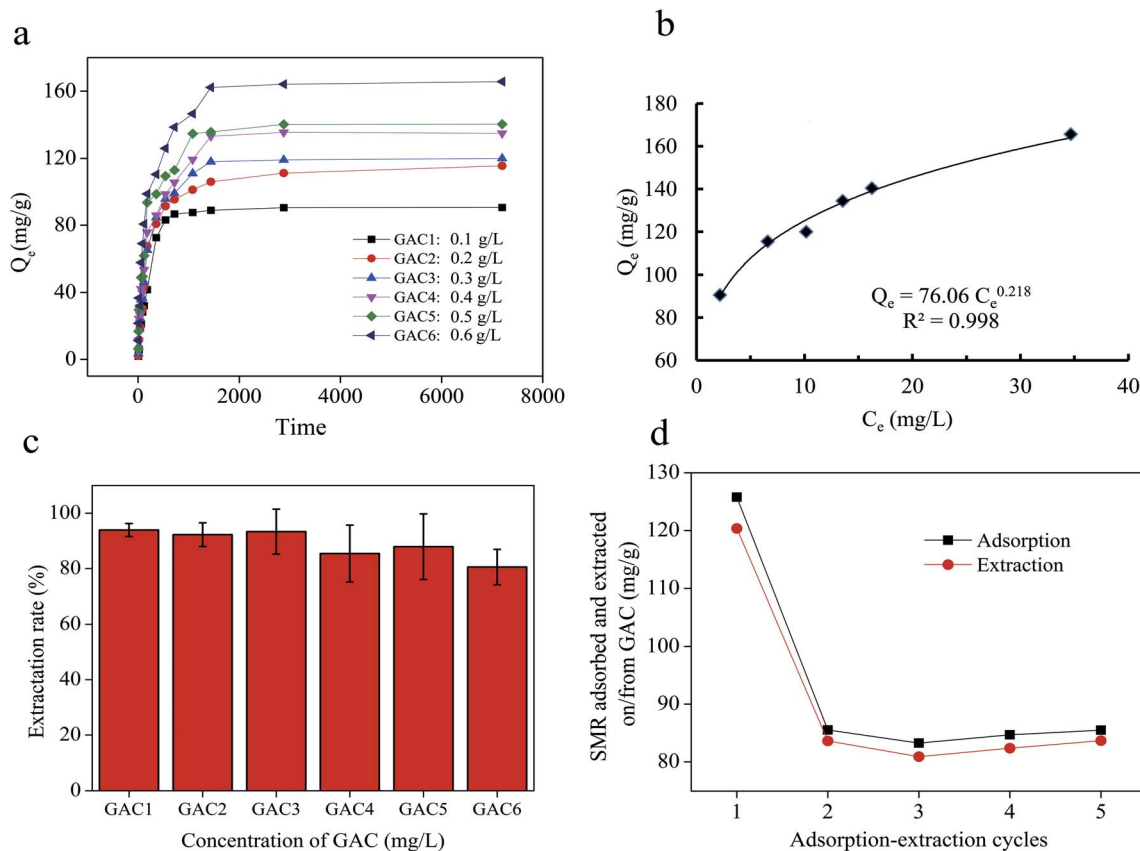 a
160
120
80
40
0
Qe(mg/g)
GAC1: 0.1 g/L
GAC2: 0.2 g/L
GAC3: 0.3 g/L
GAC4: 0.4 g/L
GAC5: 0.5 g/L
GAC6: 0.6 g/L
0 2000 4000 6000 8000
Time
b
180
160
140
120
100
80
60
Qe (mg/g)
Qe = 76.06 Ce^0.218
R² = 0.998
0 10 20 30 40
Ce (mg/L)
c
100
80
60
40
20
0
Extractation rate (%)
GAC1 GAC2 GAC3 GAC4 GAC5 GAC6
Concentration of GAC (mg/L)
d
130
120
110
100
90
80
SMR adsorbed and extracted
on/from GAC (mg/g)
Adsorption
Extraction
1 2 3 4 5
Adsorption-extraction cycles